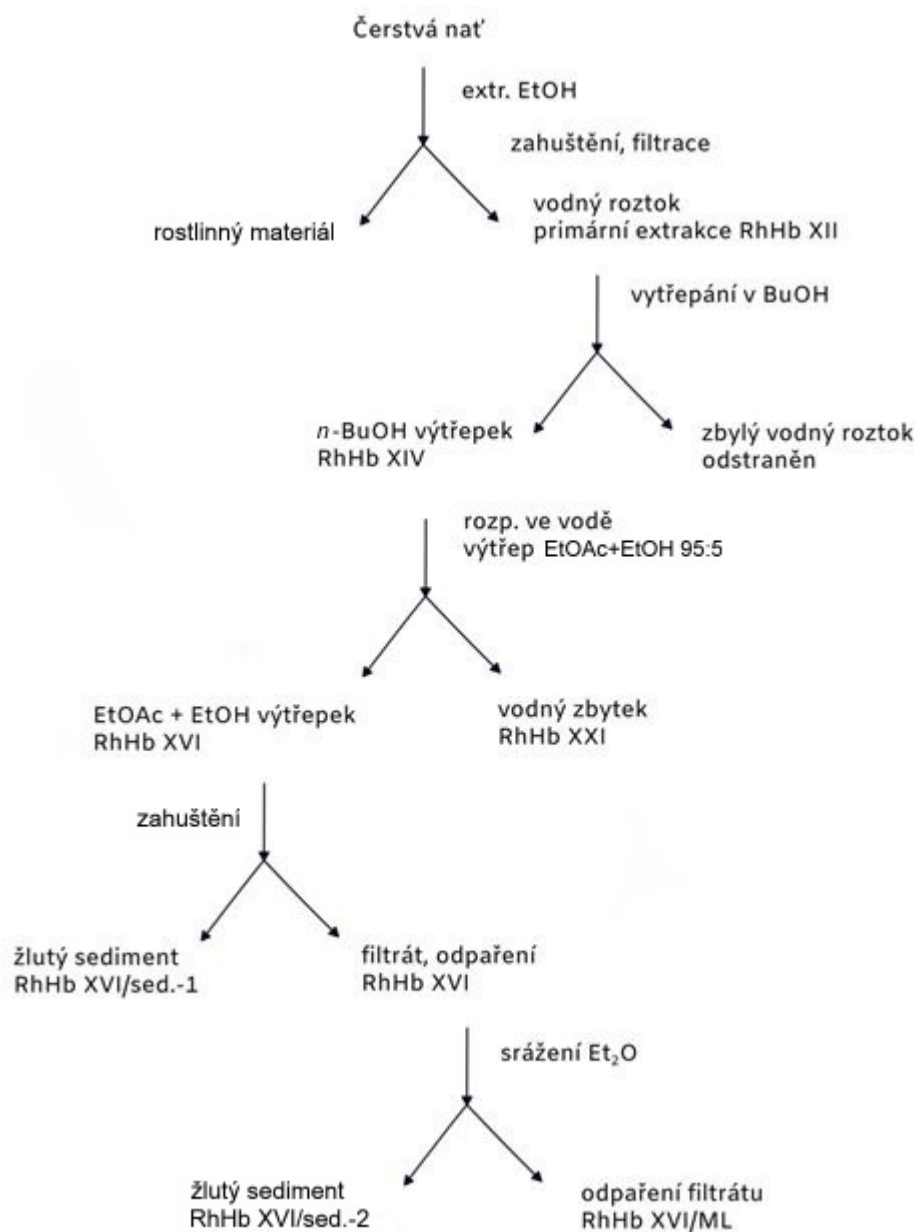 Čerstvá nať
extr. EtOH
zahuštění, filtrace
rostlinný materiál
vodný roztok
primární extrakce RhHb XII
vytřepání v BuOH
n-BuOH výtřepek
RhHb XIV
zbylý vodný roztok
odstraněn
rozp. ve vodě
výtřep EtOAc+EtOH 95:5
EtOAc + EtOH výtřepek
RhHb XVI
vodný zbytek
RhHb XXI
zahuštění
žlutý sediment
RhHb XVI/sed.-1
filtrát, odpaření
RhHb XVI
srážení Et₂O
žlutý sediment
RhHb XVI/sed.-2
odpaření filtrátu
RhHb XVI/ML